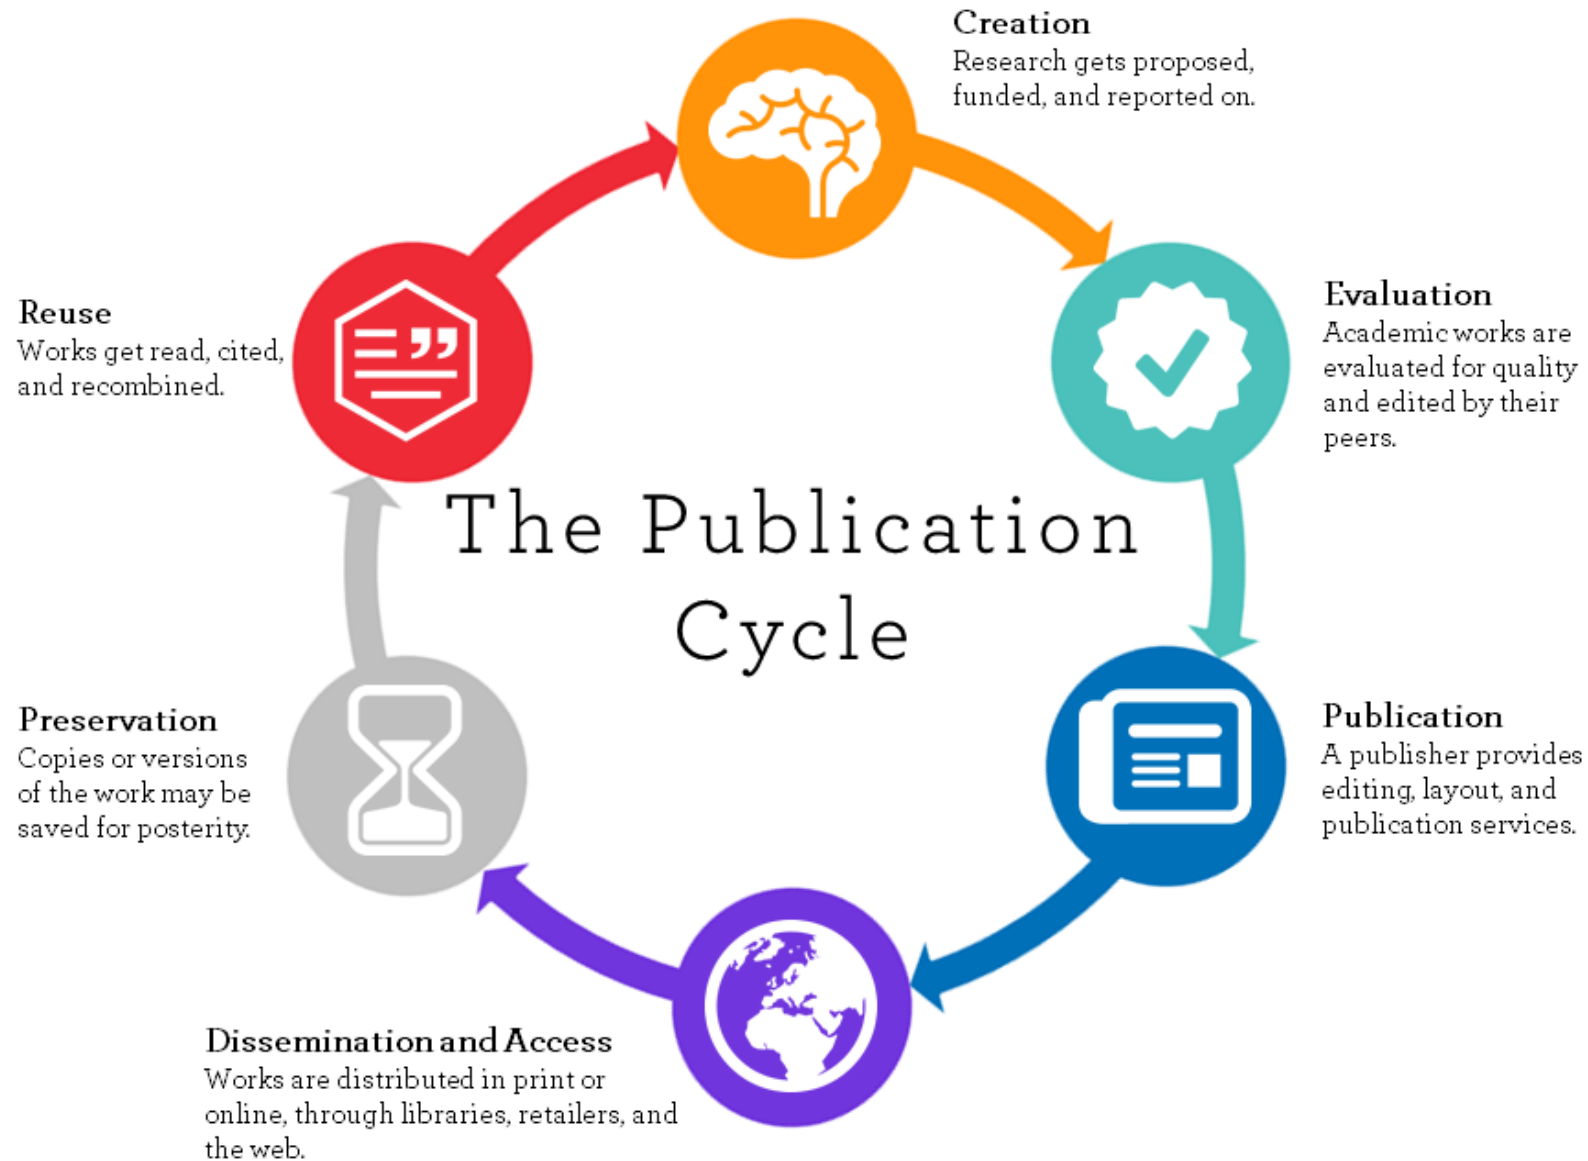 Creation
Research gets proposed,
funded, and reported on.
Evaluation
Academic works are
evaluated for quality
and edited by their
peers.
Publication
A publisher provides
editing, layout, and
publication services.
Dissemination and Access
Works are distributed in print or
online, through libraries, retailers, and
the web.
Preservation
Copies or versions
of the work may be
saved for posterity.
Reuse
Works get read, cited,
and recombined.
The Publication
Cycle